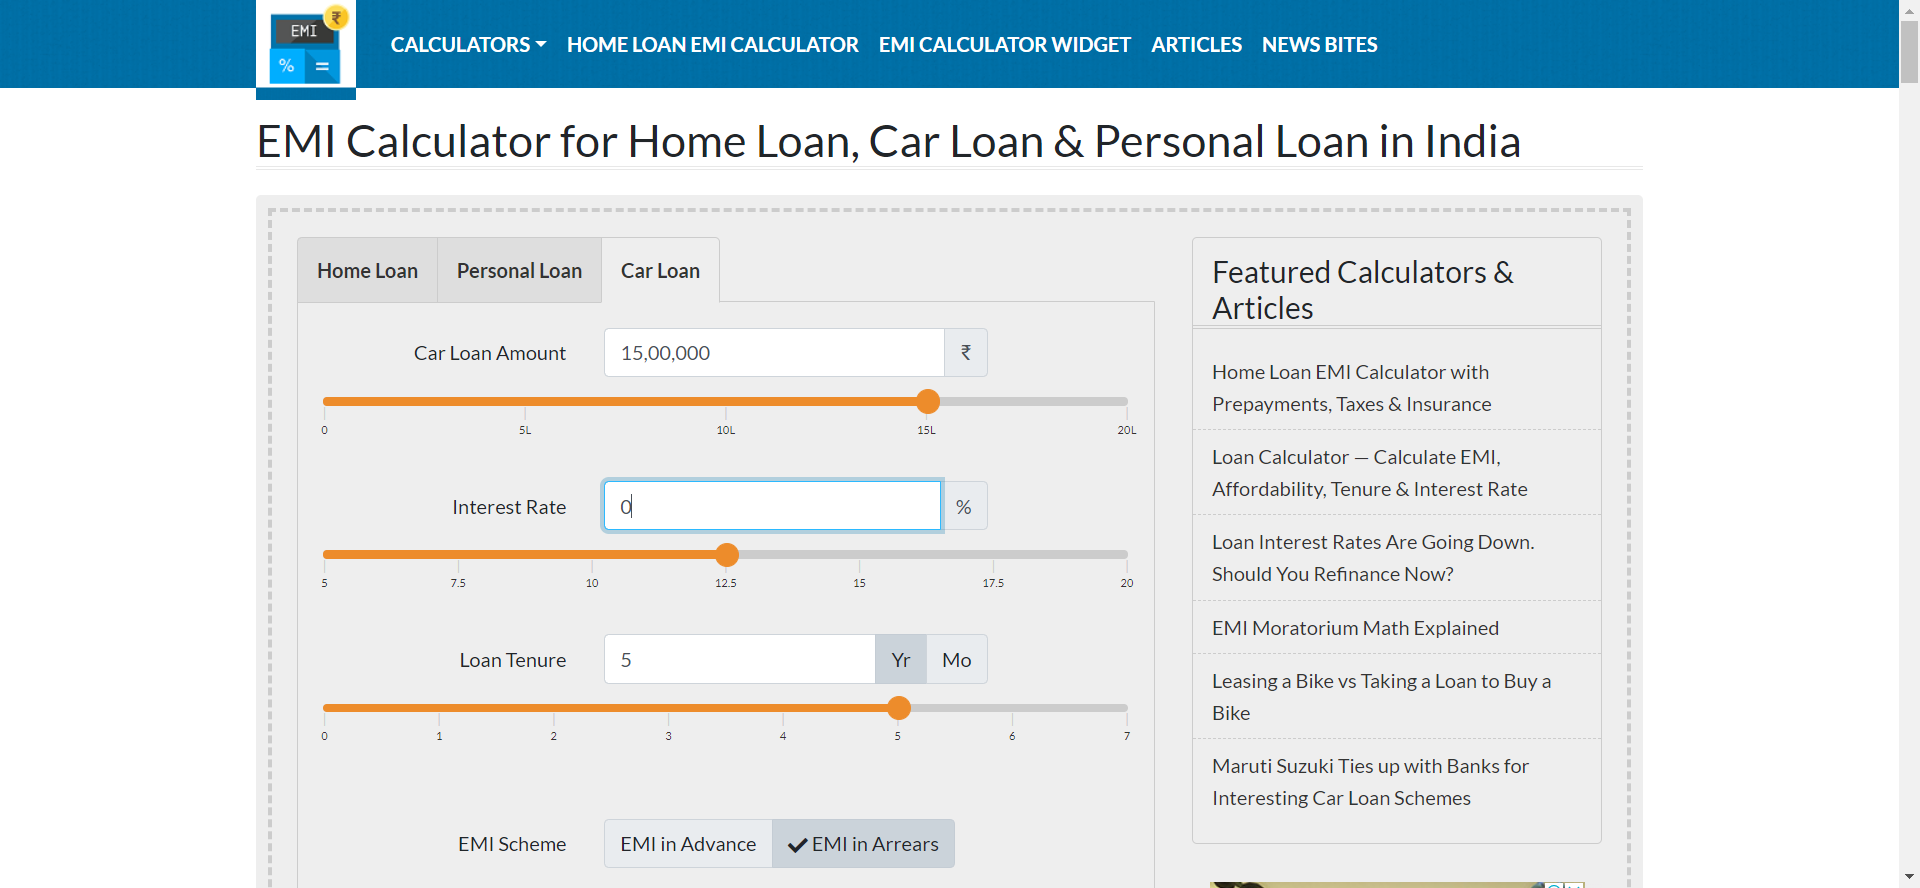 EMI
₹
%
=
CALCULATORS
HOME LOAN EMI CALCULATOR
EMI CALCULATOR WIDGET
ARTICLES
NEWS BITES
EMI Calculator for Home Loan, Car Loan & Personal Loan in India
Home Loan
Personal Loan
Car Loan
Car Loan Amount
15,00,000
₹
0
5L
10L
15L
20L
Interest Rate
0
%
5
7.5
10
12.5
15
17.5
20
Loan Tenure
5
Yr
Mo
0
1
2
3
4
5
6
7
EMI Scheme
EMI in Advance
EMI in Arrears
Featured Calculators &
Articles
Home Loan EMI Calculator with
Prepayments, Taxes & Insurance
Loan Calculator — Calculate EMI,
Affordability, Tenure & Interest Rate
Loan Interest Rates Are Going Down.
Should You Refinance Now?
EMI Moratorium Math Explained
Leasing a Bike vs Taking a Loan to Buy a
Bike
Maruti Suzuki Ties up with Banks for
Interesting Car Loan Schemes